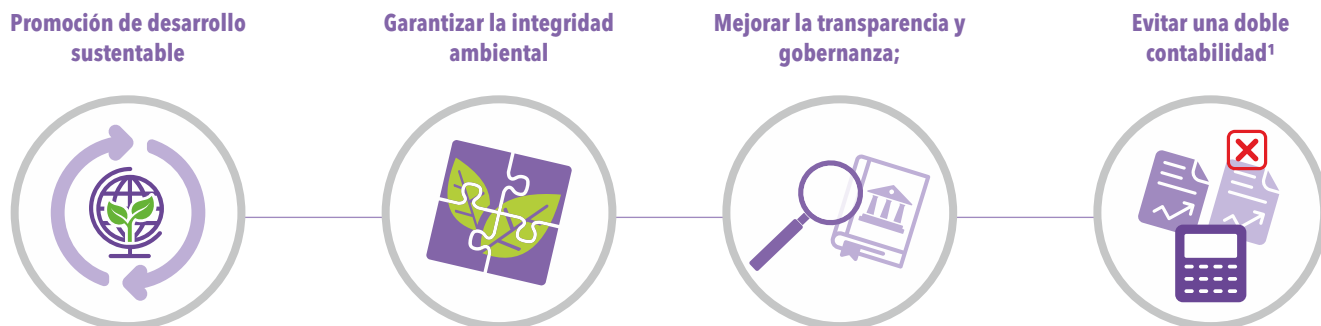 Promoción de desarrollo
sustentable
Garantizar la integridad
ambiental
Mejorar la transparencia y
gobernanza;
Evitar una doble
contabilidad¹